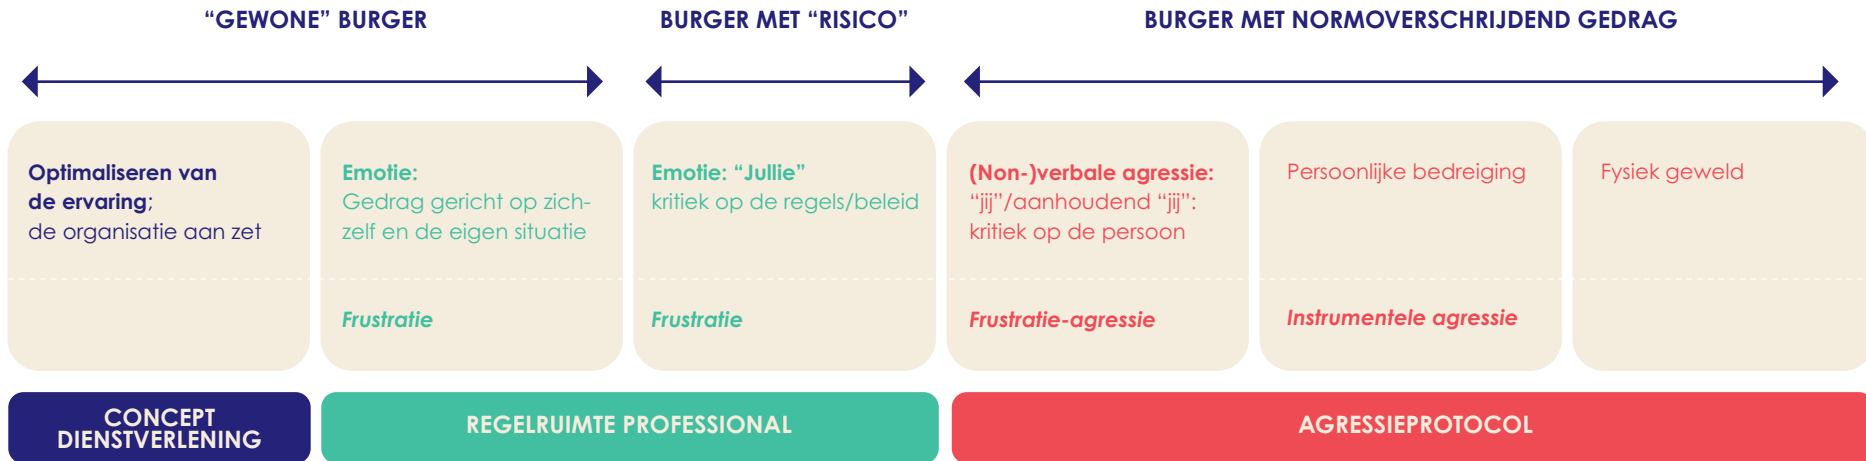 “GEWONE” BURGER
BURGER MET “RISICO”
BURGER MET NORMOVERSCHRIJDEND GEDRAG
Optimaliseren van
de ervaring;
de organisatie aan zet
Emotie:
Gedrag gericht op zich-
zelf en de eigen situatie
Frustratie
Emotie: “Jullie”
kritiek op de regels/beleid
Frustratie
(Non-)verbale agressie:
“jij”/aanhoudend “jij”:
kritiek op de persoon
Frustratie-agressie
Persoonlijke bedreiging
Instrumentele agressie
Fysiek geweld
CONCEPT
DIENSTVERLENING
REGELRUIMTE PROFESSIONAL
AGRESSIEPROTOCOL